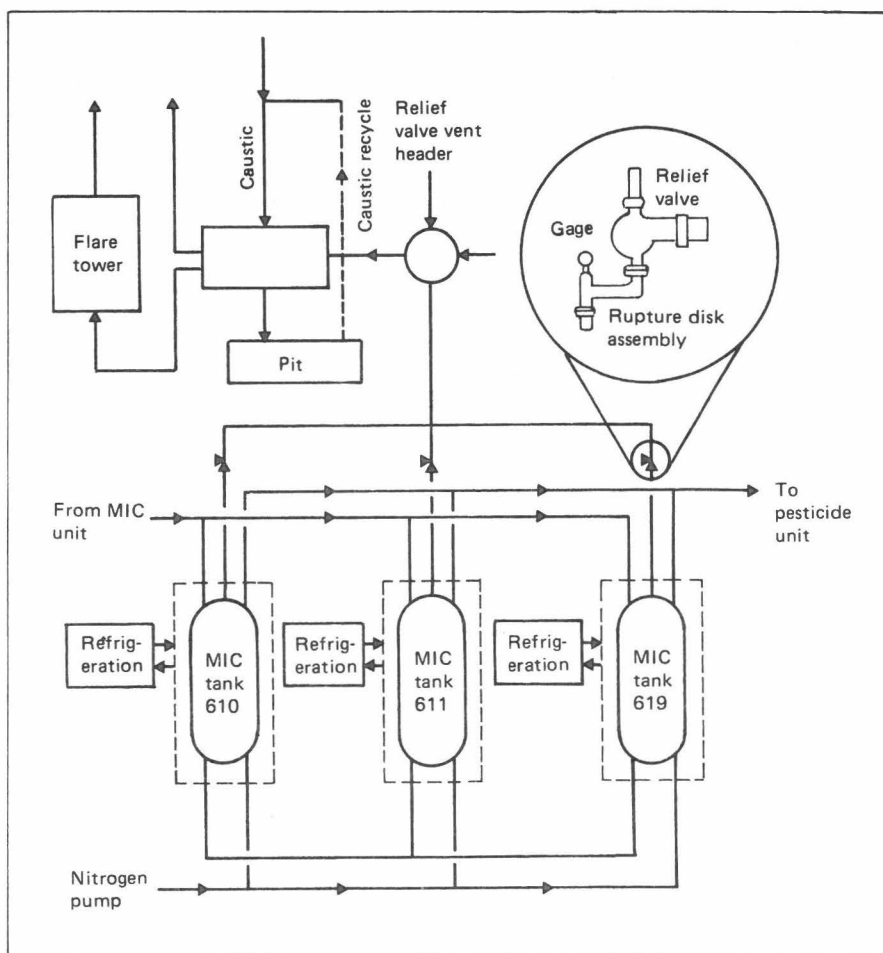 Relief
valve vent
header
Caustic
Caustic recycle
Flare
tower
Pit
Relief
valve
Gage
Rupture disk
assembly
From MIC
unit
To
pesticide
unit
Refrig-
eration
MIC
tank
610
Refrig-
eration
MIC
tank
611
Refrig-
eration
MIC
tank
619
Nitrogen
pump